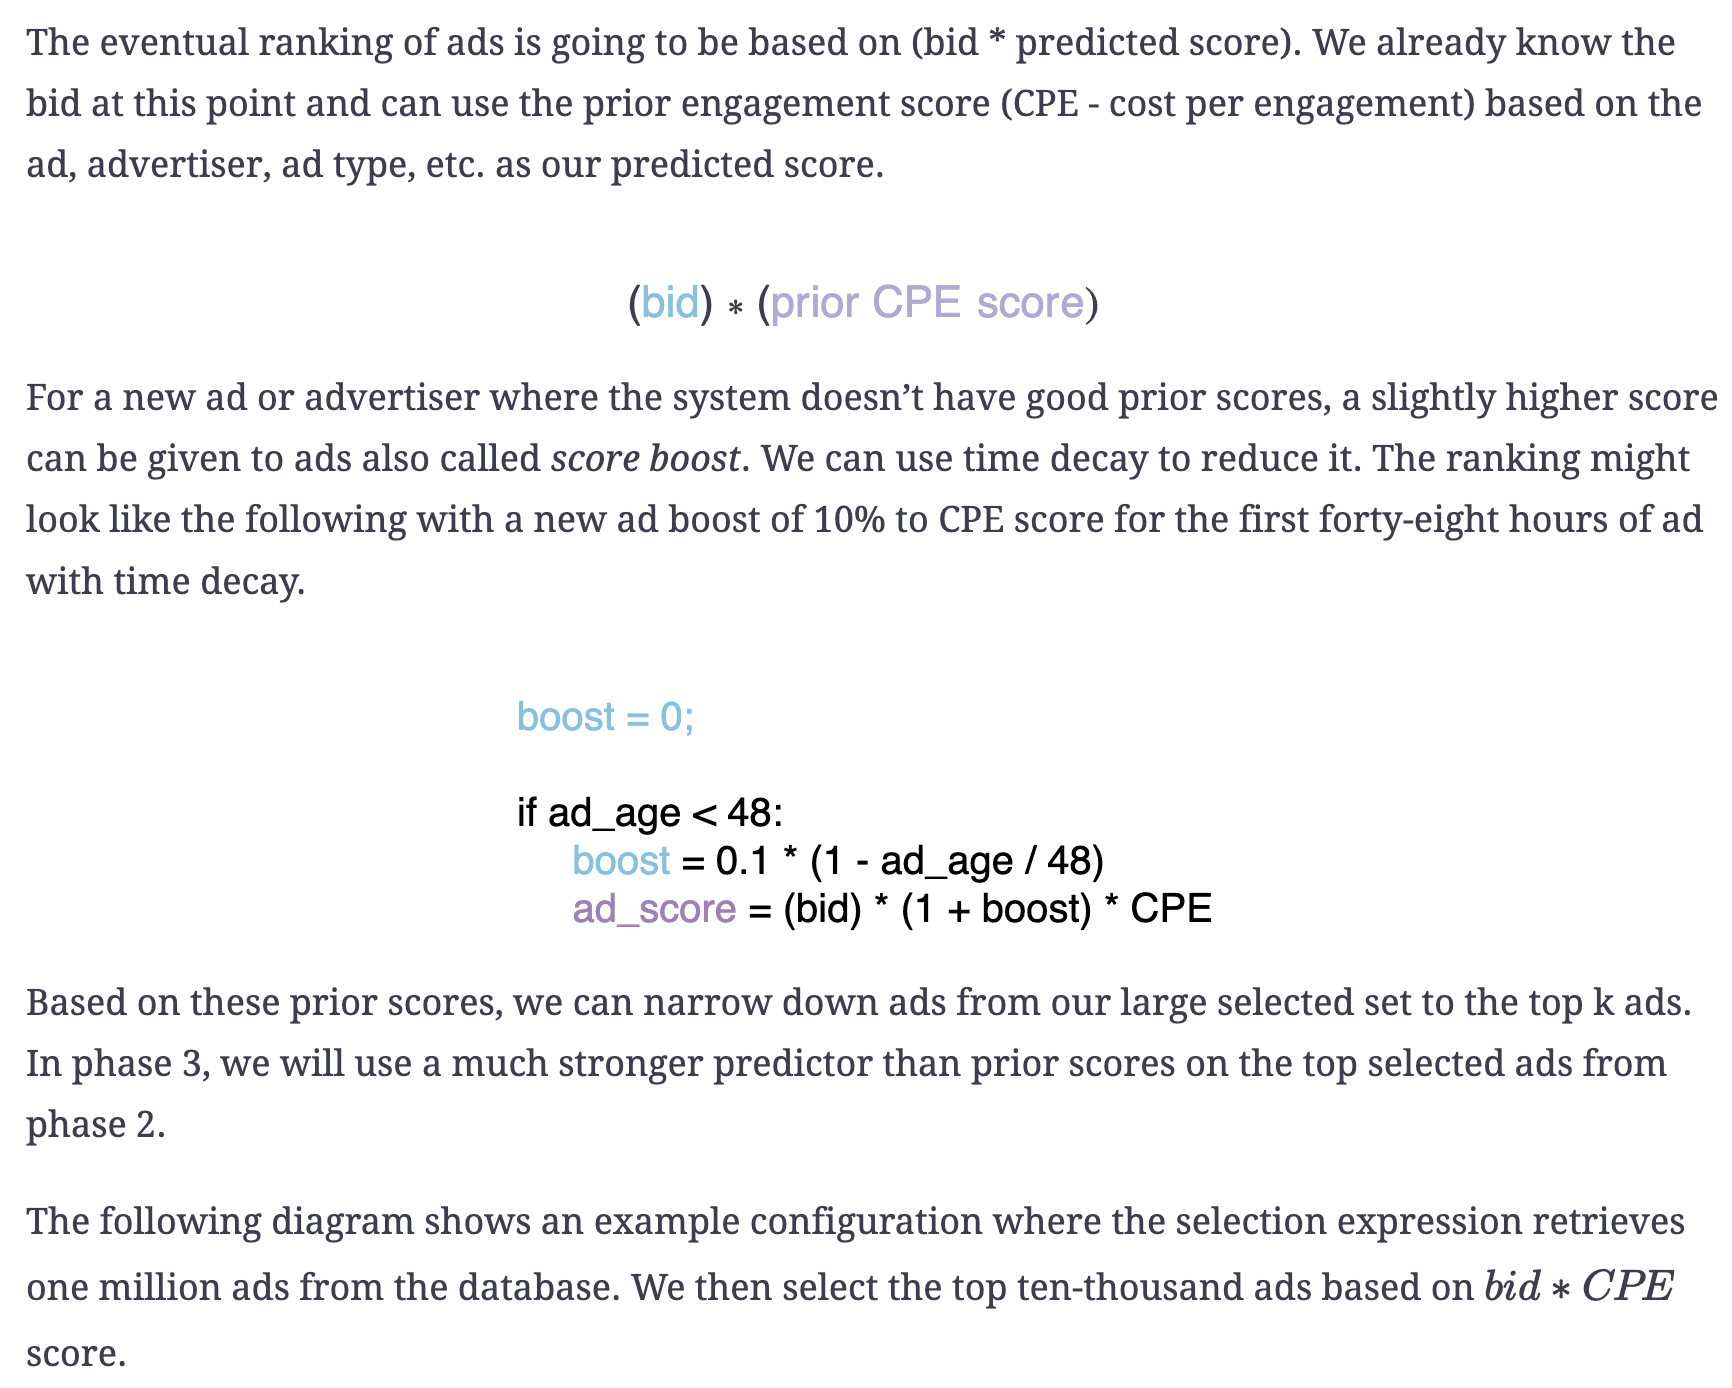 The eventual ranking of ads is going to be based on (bid * predicted score). We already know the
bid at this point and can use the prior engagement score (CPE - cost per engagement) based on the
ad, advertiser, ad type, etc. as our predicted score.
(bid) * (prior CPE score)
For a new ad or advertiser where the system doesn’t have good prior scores, a slightly higher score
can be given to ads also called score boost. We can use time decay to reduce it. The ranking might
look like the following with a new ad boost of 10% to CPE score for the first forty-eight hours of ad
with time decay.
boost = 0;
if ad_age < 48:
boost = 0.1 * (1 - ad_age / 48)
ad_score = (bid) * (1 + boost) * CPE
Based on these prior scores, we can narrow down ads from our large selected set to the top k ads.
In phase 3, we will use a much stronger predictor than prior scores on the top selected ads from
phase 2.
The following diagram shows an example configuration where the selection expression retrieves
one million ads from the database. We then select the top ten-thousand ads based on bid * CPE
score.